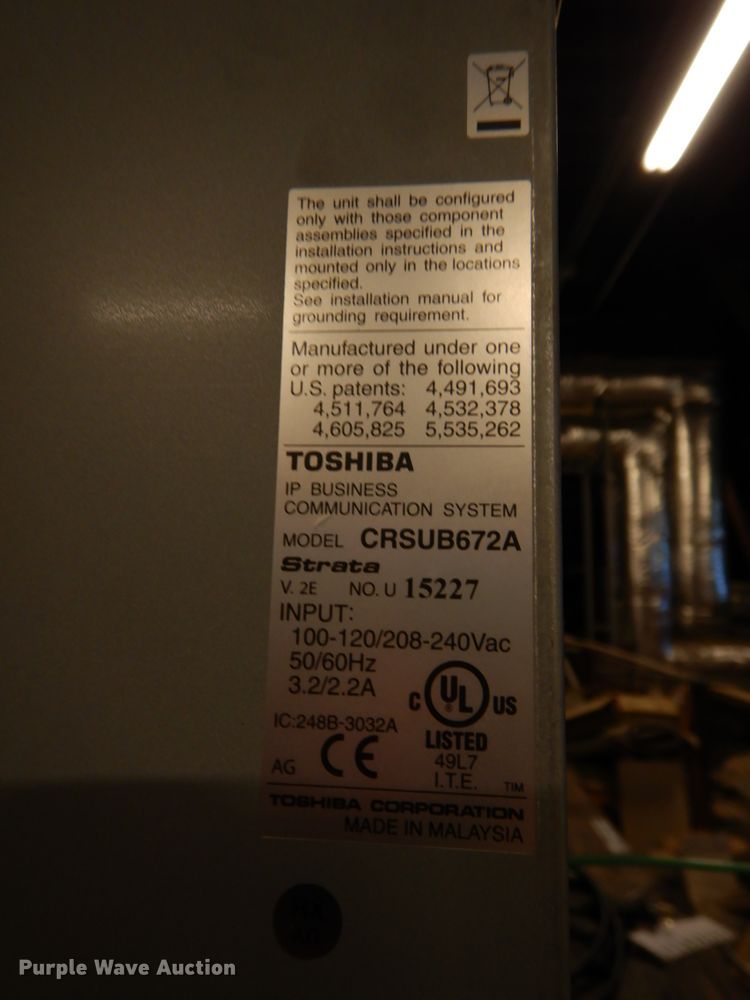 The unit shall be configured
only with those component
assemblies specified in the
installation instructions and
mounted only in the locations
specified.
See installation manual for
grounding requirement.
Manufactured under one
or more of the following
U.S. patents: 4,491,693
4,511,764 4,532,378
4,605,825 5,535,262
TOSHIBA
IP BUSINESS
COMMUNICATION SYSTEM
MODEL CRSUB672A
Strata
V. 2E NO. U 15227
INPUT:
100-120/208-240Vac
50/60Hz
3.2/2.2A
C UL US
®
LISTED
IC:248B-3032A
AG CE
49L7
I.T.E. TIM
TOSHIBA CORPORATION
MADE IN MALAYSIA
Purple Wave Auction